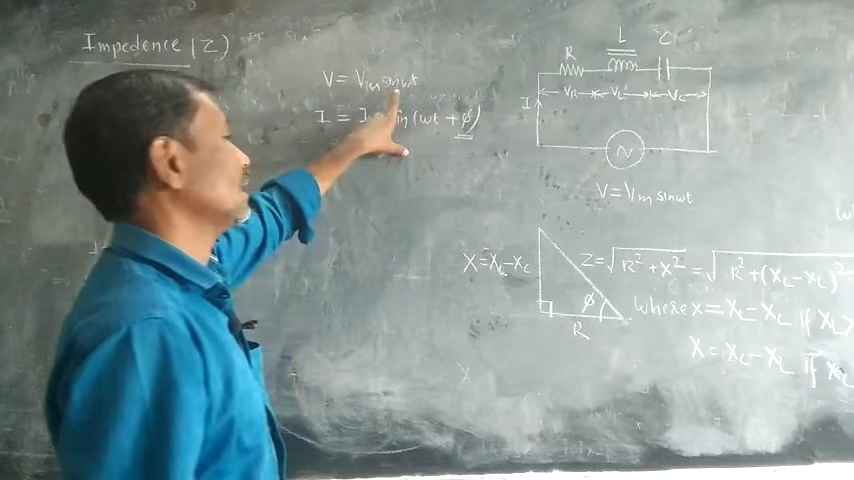 Impedence (Z)
V = Vm sinωt
I = I sin (ωt + φ)
R L C
VR VL VC
I
V = Vm sinωt
X = XL - XC
Z = √R² + X² = √R² + (XL - XC)²
φ
R
where X = XL - XC if XL >
X = XC - XL if XC